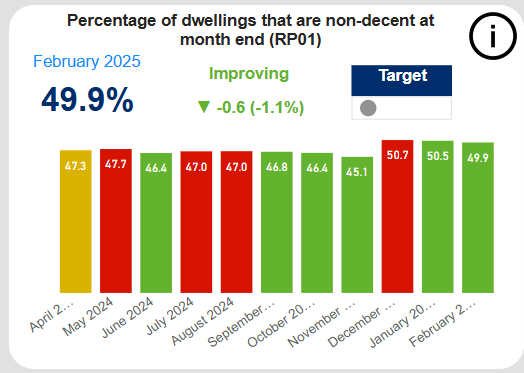 Percentage of dwellings that are non-decent at
month end (RP01)
i
February 2025
49.9%
Improving
▼ -0.6 (-1.1%)
Target
47.3
47.7
46.4
47.0
47.0
46.8
46.4
45.1
50.7
50.5
49.9
April 2…
May 2024
June 2024
July 2024
August 2024
September…
October 20…
November …
December …
January 20…
February 2…